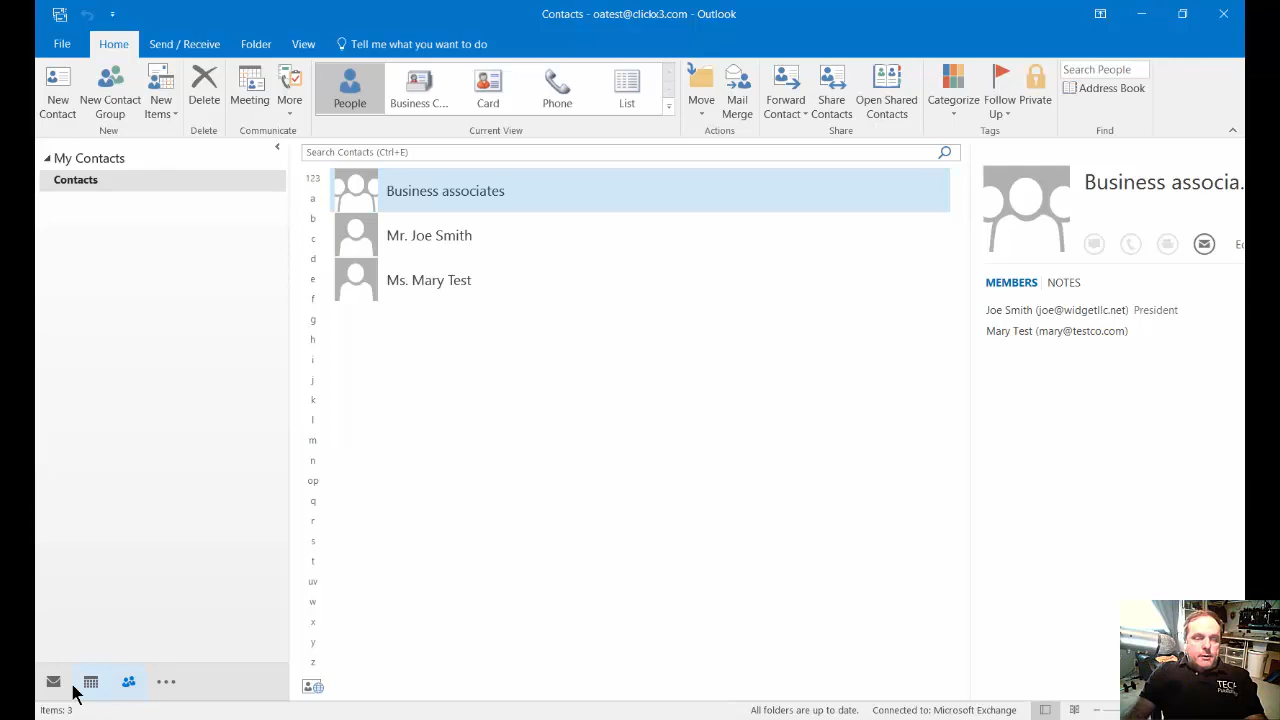 Contacts - oatest@clickx3.com - Outlook
File Home Send / Receive Folder View Tell me what you want to do
New Contact
New Contact Group
New Items
Delete
Meeting
More
People
Business C...
Card
Phone
List
Move
Mail Merge
Forward Contact
Share Contacts
Open Shared Contacts
Categorize
Follow Up
Private
Search People
Address Book
New Delete Communicate Current View Actions Share Tags Find
My Contacts
Contacts
Search Contacts (Ctrl+E)
123
a
b
c
d
e
f
g
h
i
j
k
l
m
n
op
q
r
s
t
uv
w
x
y
z
Business associates
Mr. Joe Smith
Ms. Mary Test
Business associa.
MEMBERS NOTES
Joe Smith (joe@widgetllc.net) President
Mary Test (mary@testco.com)
Items: 3
All folders are up to date. Connected to: Microsoft Exchange